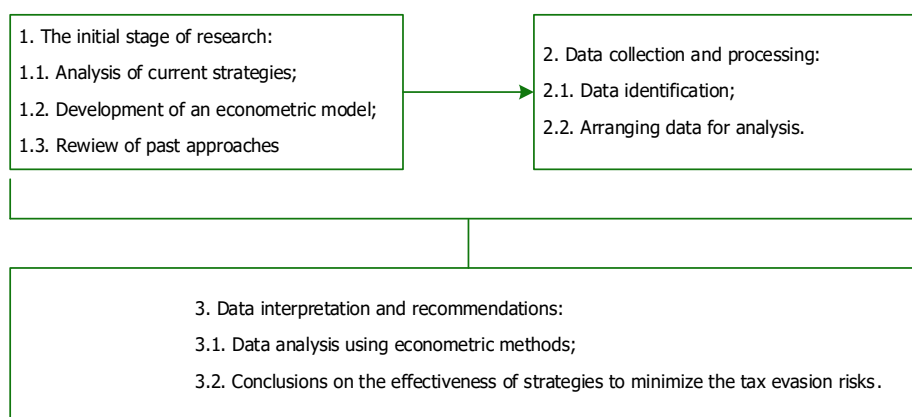 1. The initial stage of research:
1.1. Analysis of current strategies;
1.2. Development of an econometric model;
1.3. Rewiew of past approaches
2. Data collection and processing:
2.1. Data identification;
2.2. Arranging data for analysis.
3. Data interpretation and recommendations:
3.1. Data analysis using econometric methods;
3.2. Conclusions on the effectiveness of strategies to minimize the tax evasion risks.